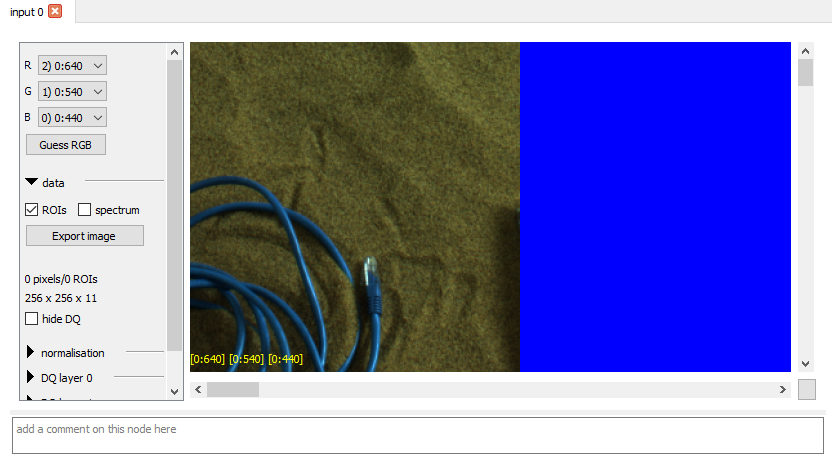 input 0
R 2) 0:640
G 1) 0:540
B 0) 0:440
Guess RGB
data
ROIs spectrum
Export image
0 pixels/0 ROIs
256 x 256 x 11
hide DQ
normalisation
DQ layer 0
[0:640] [0:540] [0:440]
add a comment on this node here